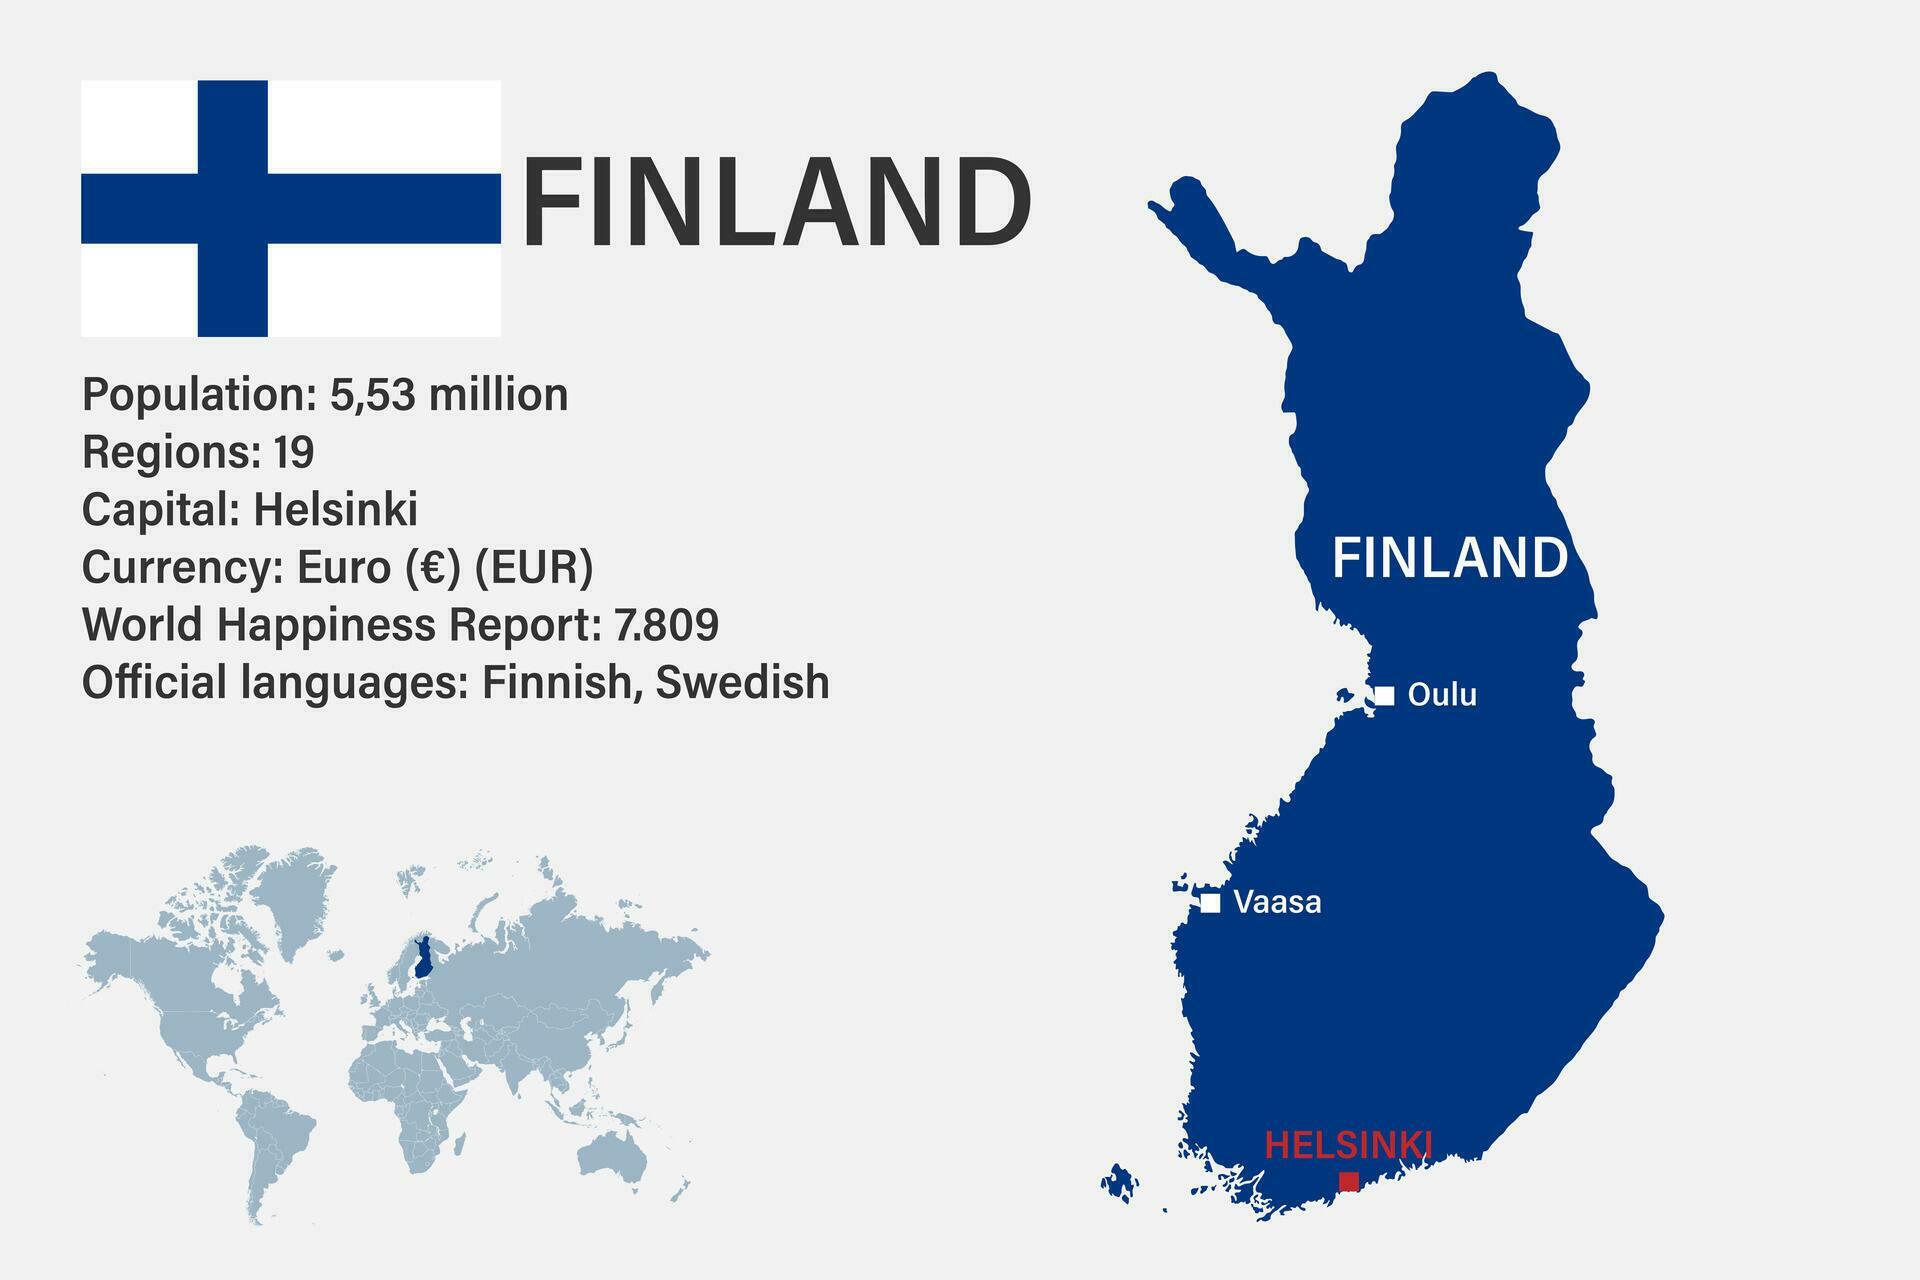 FINLAND
Population: 5,53 million
Regions: 19
Capital: Helsinki
Currency: Euro (€) (EUR)
World Happiness Report: 7.809
Official languages: Finnish, Swedish
FINLAND
Oulu
Vaasa
HELSINKI